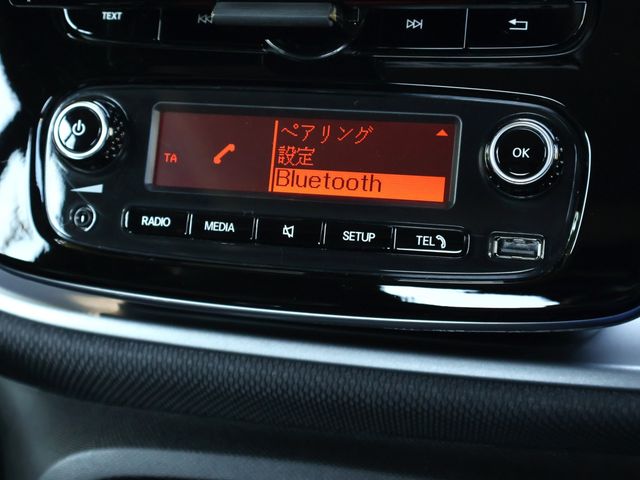 TEXT
TA
ペアリング
設定
Bluetooth
OK
RADIO
MEDIA
SETUP
TEL